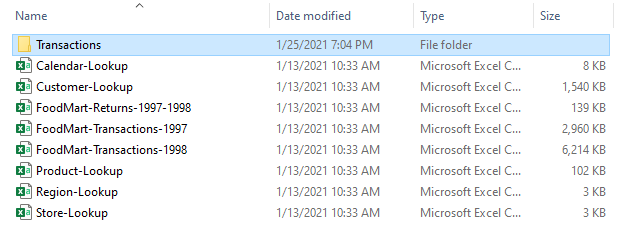 Name Date modified Type Size
Transactions 1/25/2021 7:04 PM File folder
Calendar-Lookup 1/13/2021 10:33 AM Microsoft Excel C... 8 KB
Customer-Lookup 1/13/2021 10:33 AM Microsoft Excel C... 1,540 KB
FoodMart-Returns-1997-1998 1/13/2021 10:33 AM Microsoft Excel C... 139 KB
FoodMart-Transactions-1997 1/13/2021 10:33 AM Microsoft Excel C... 2,960 KB
FoodMart-Transactions-1998 1/13/2021 10:33 AM Microsoft Excel C... 6,214 KB
Product-Lookup 1/13/2021 10:33 AM Microsoft Excel C... 102 KB
Region-Lookup 1/13/2021 10:33 AM Microsoft Excel C... 3 KB
Store-Lookup 1/13/2021 10:33 AM Microsoft Excel C... 3 KB